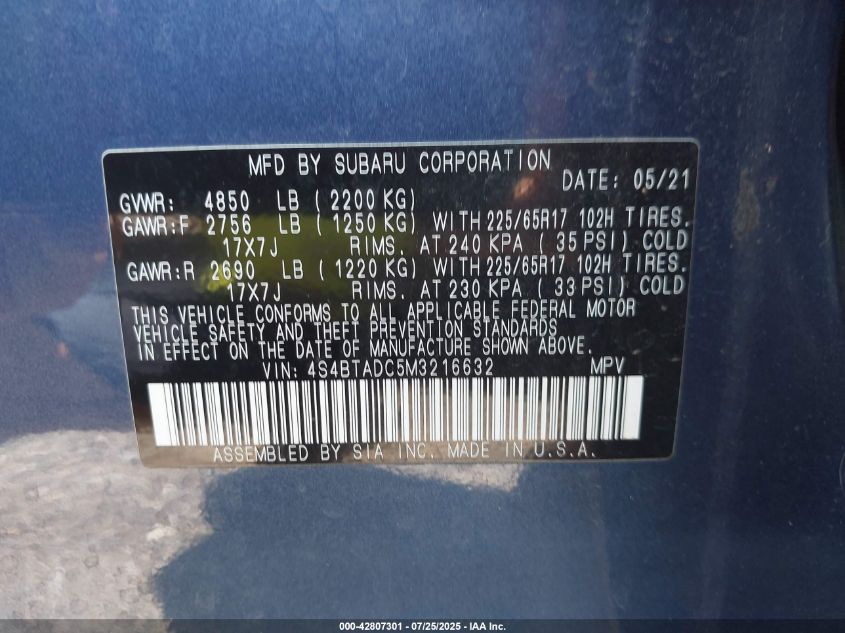 MFD BY SUBARU CORPORATION
DATE: 05/21
GVWR: 4850 LB (2200 KG)
GAWR:F 2756 LB (1250 KG) WITH 225/65R17 102H TIRES.
17X7J RIMS. AT 240 KPA (35 PSI) COLD
GAWR:R 2690 LB (1220 KG) WITH 225/65R17 102H TIRES.
17X7J RIMS. AT 230 KPA (33 PSI) COLD
THIS VEHICLE CONFORMS TO ALL APPLICABLE FEDERAL MOTOR
VEHICLE SAFETY AND THEFT PREVENTION STANDARDS
IN EFFECT ON THE DATE OF MANUFACTURE SHOWN ABOVE.
VIN: 4S4BTADC5M3216632 MPV
ASSEMBLED BY SIA INC. MADE IN U.S.A.
000-42807301 | 07/25/2025 - IAA Inc.